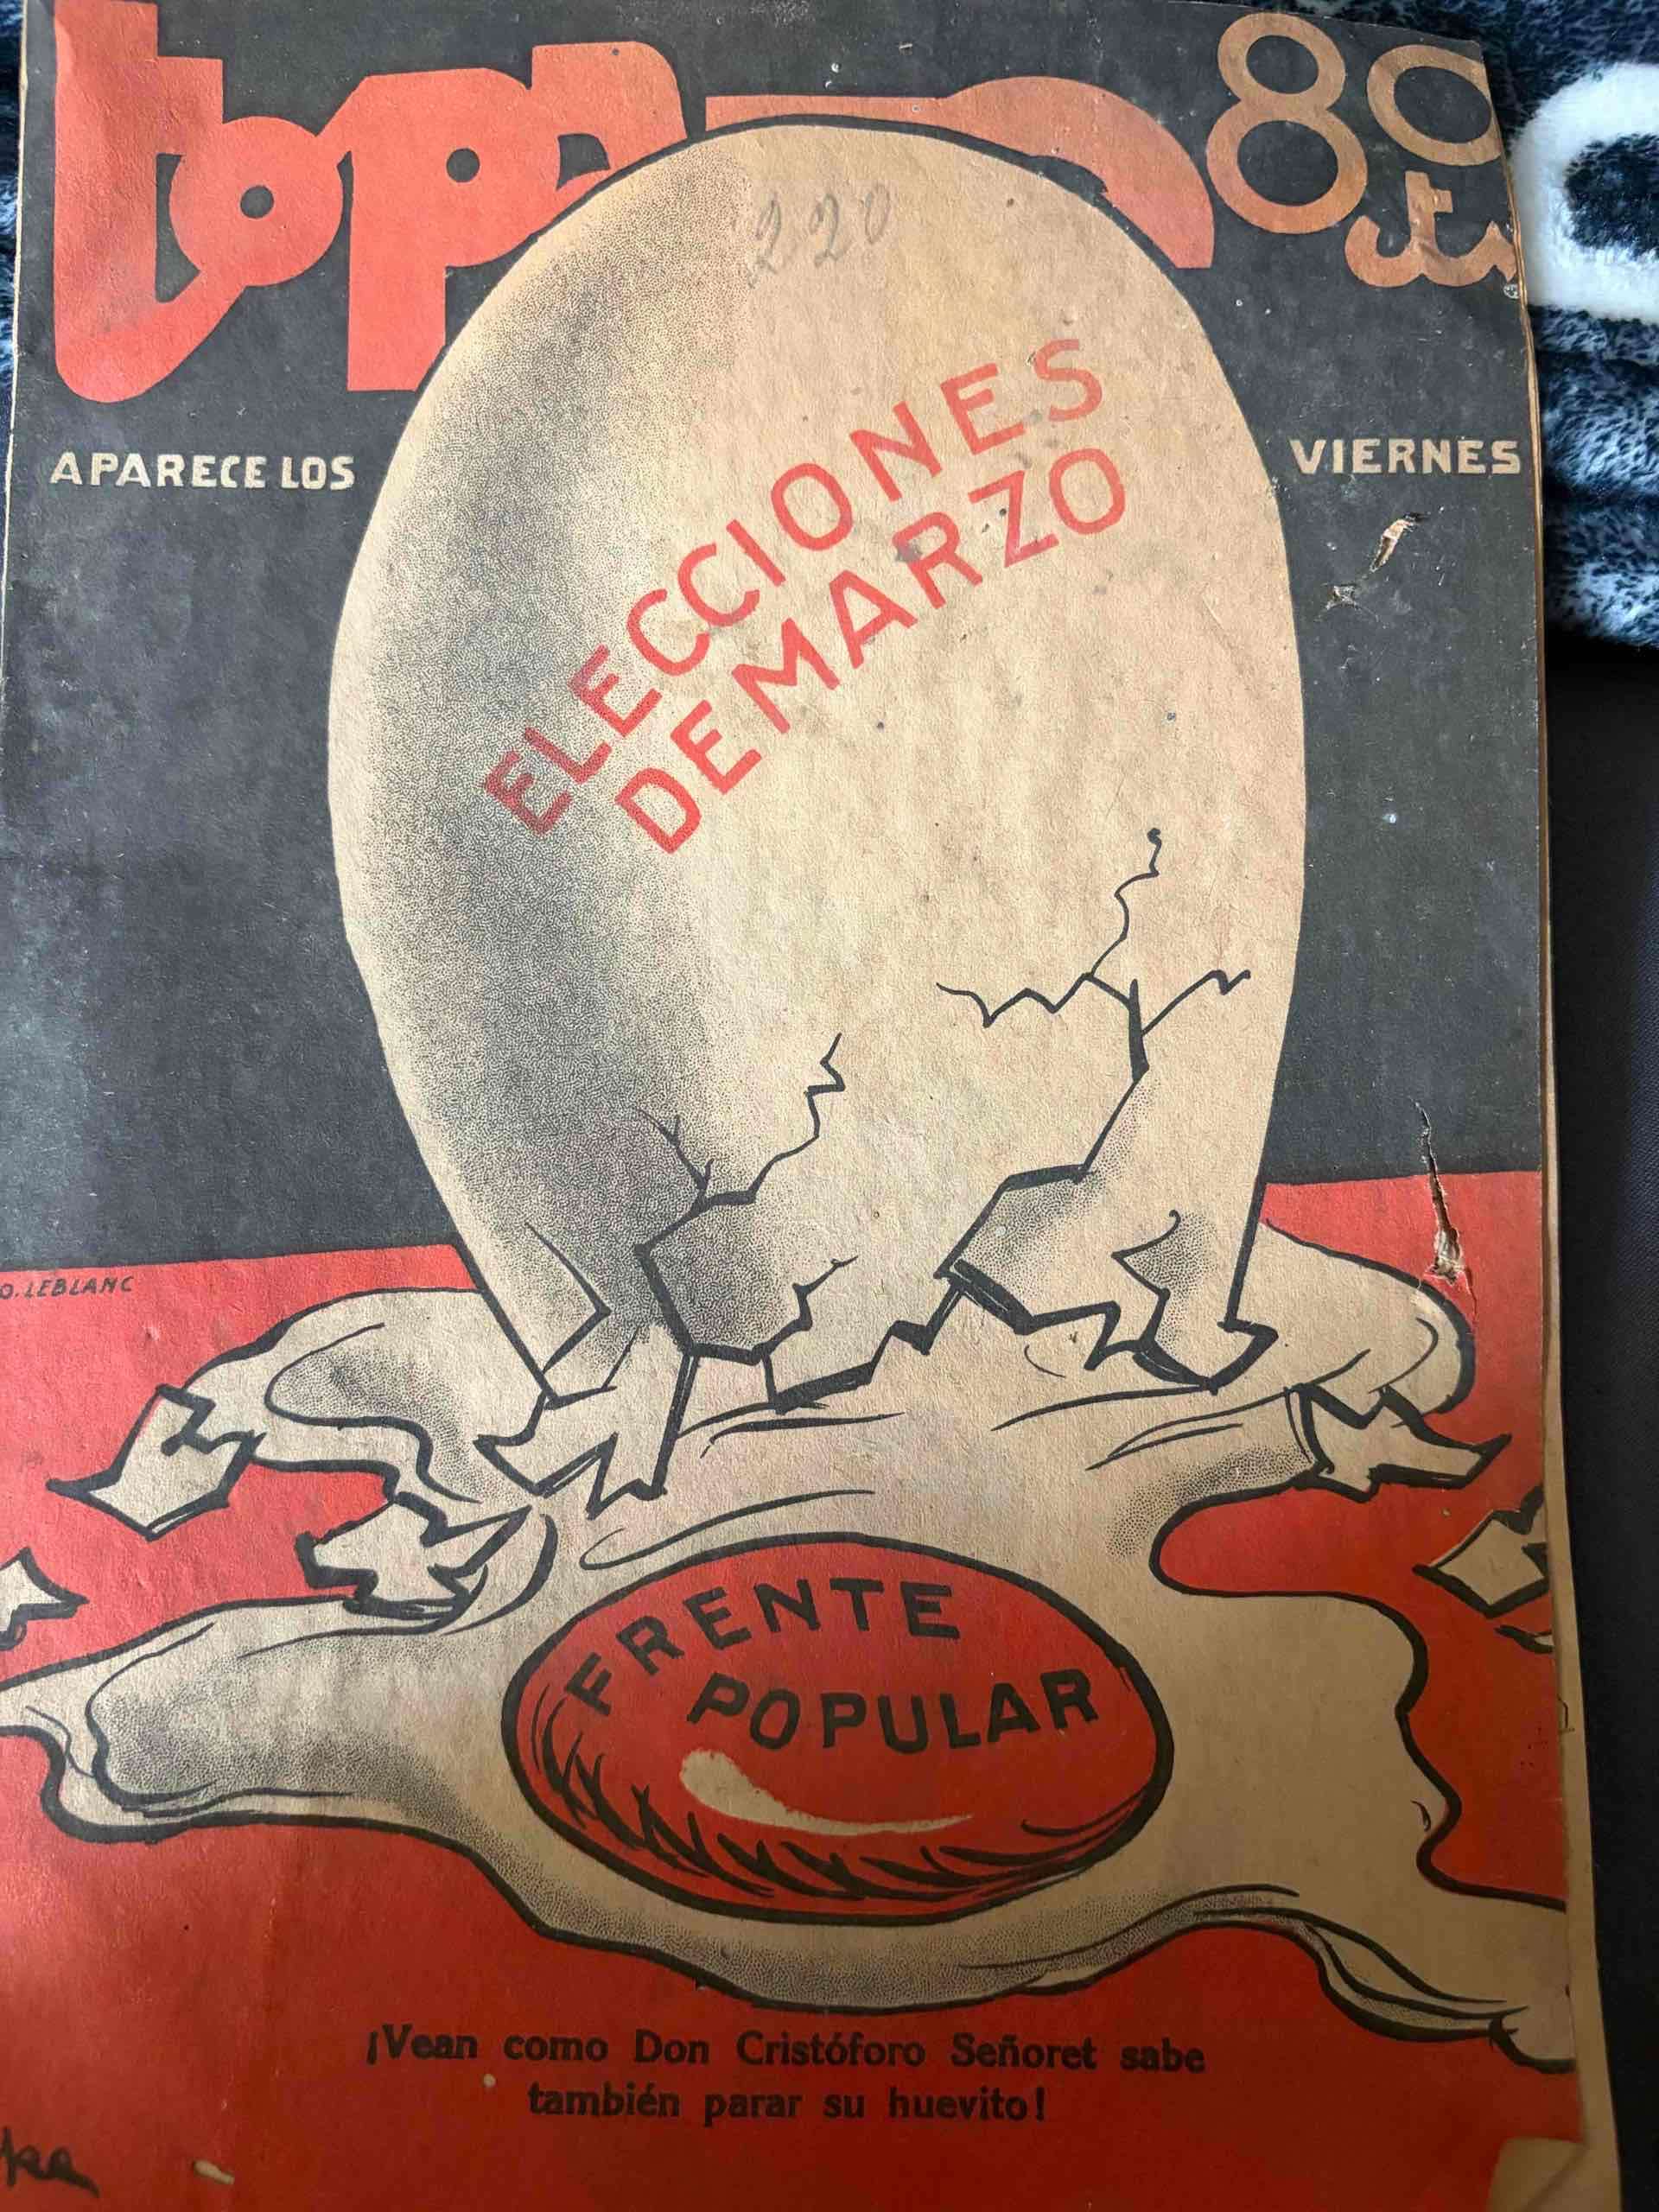 80
cts.
220
APARECE LOS
VIERNES
ELECCIONES
DE MARZO
O. LEBLANC
FRENTE
POPULAR
¡Vean como Don Cristóforo Señoret sabe
también parar su huevito!